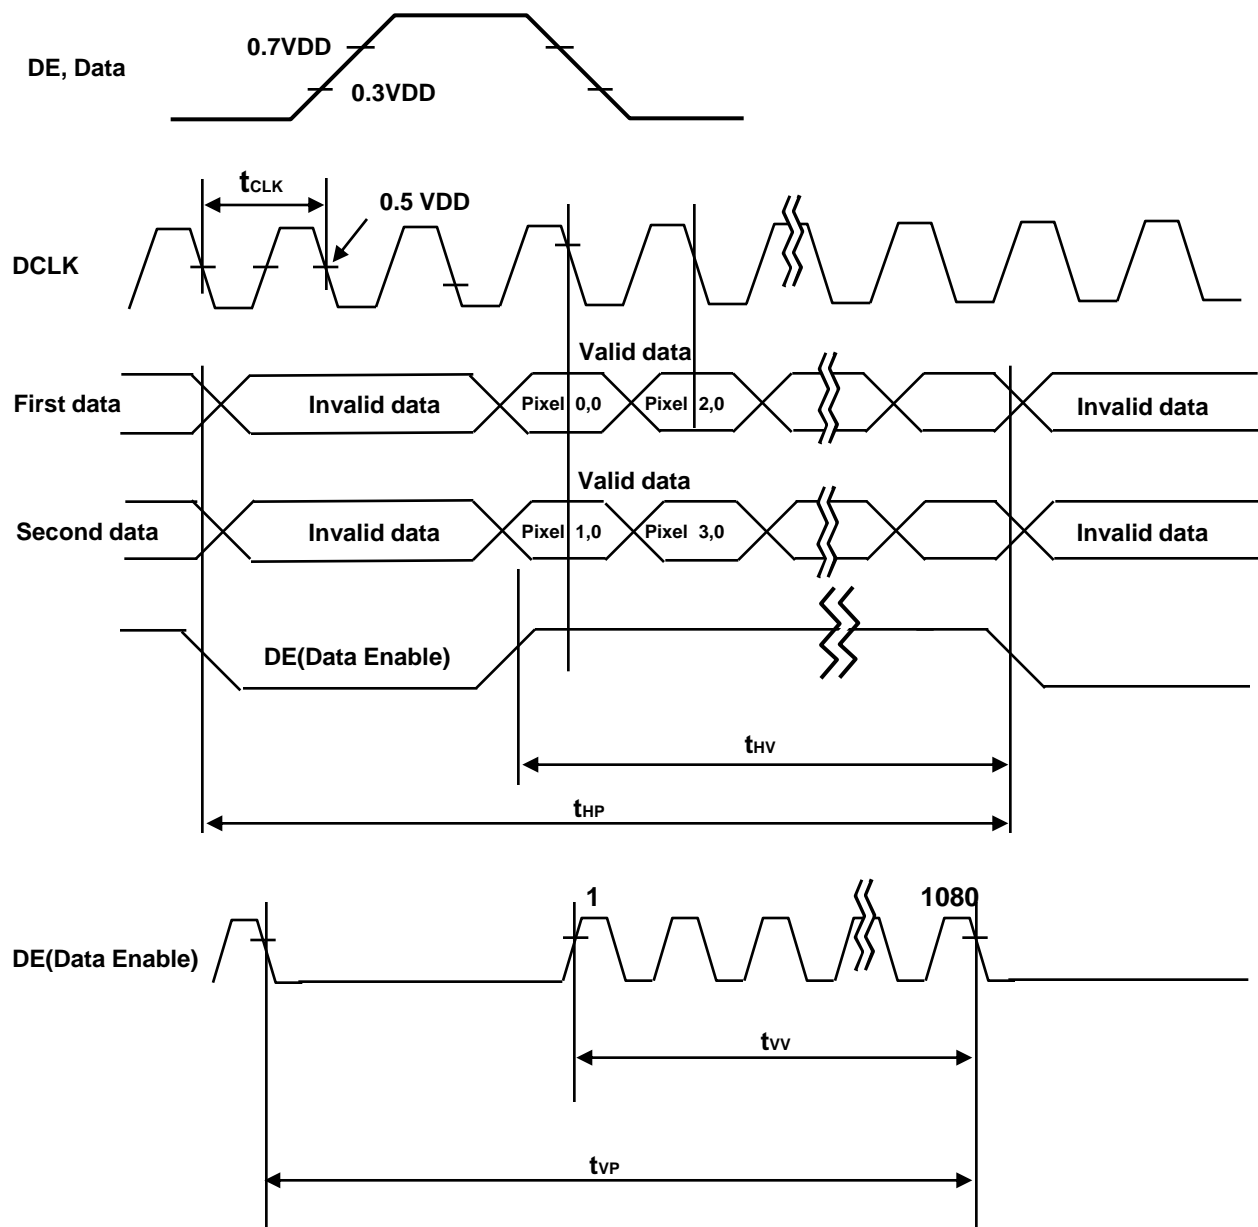 0.7VDD
DE, Data
0.3VDD
tCLK
0.5 VDD
DCLK
Valid data
First data
Invalid data
Pixel 0,0
Pixel 2,0
Invalid data
Valid data
Second data
Invalid data
Pixel 1,0
Pixel 3,0
Invalid data
DE(Data Enable)
tHV
tHP
1
1080
DE(Data Enable)
tVV
tVP